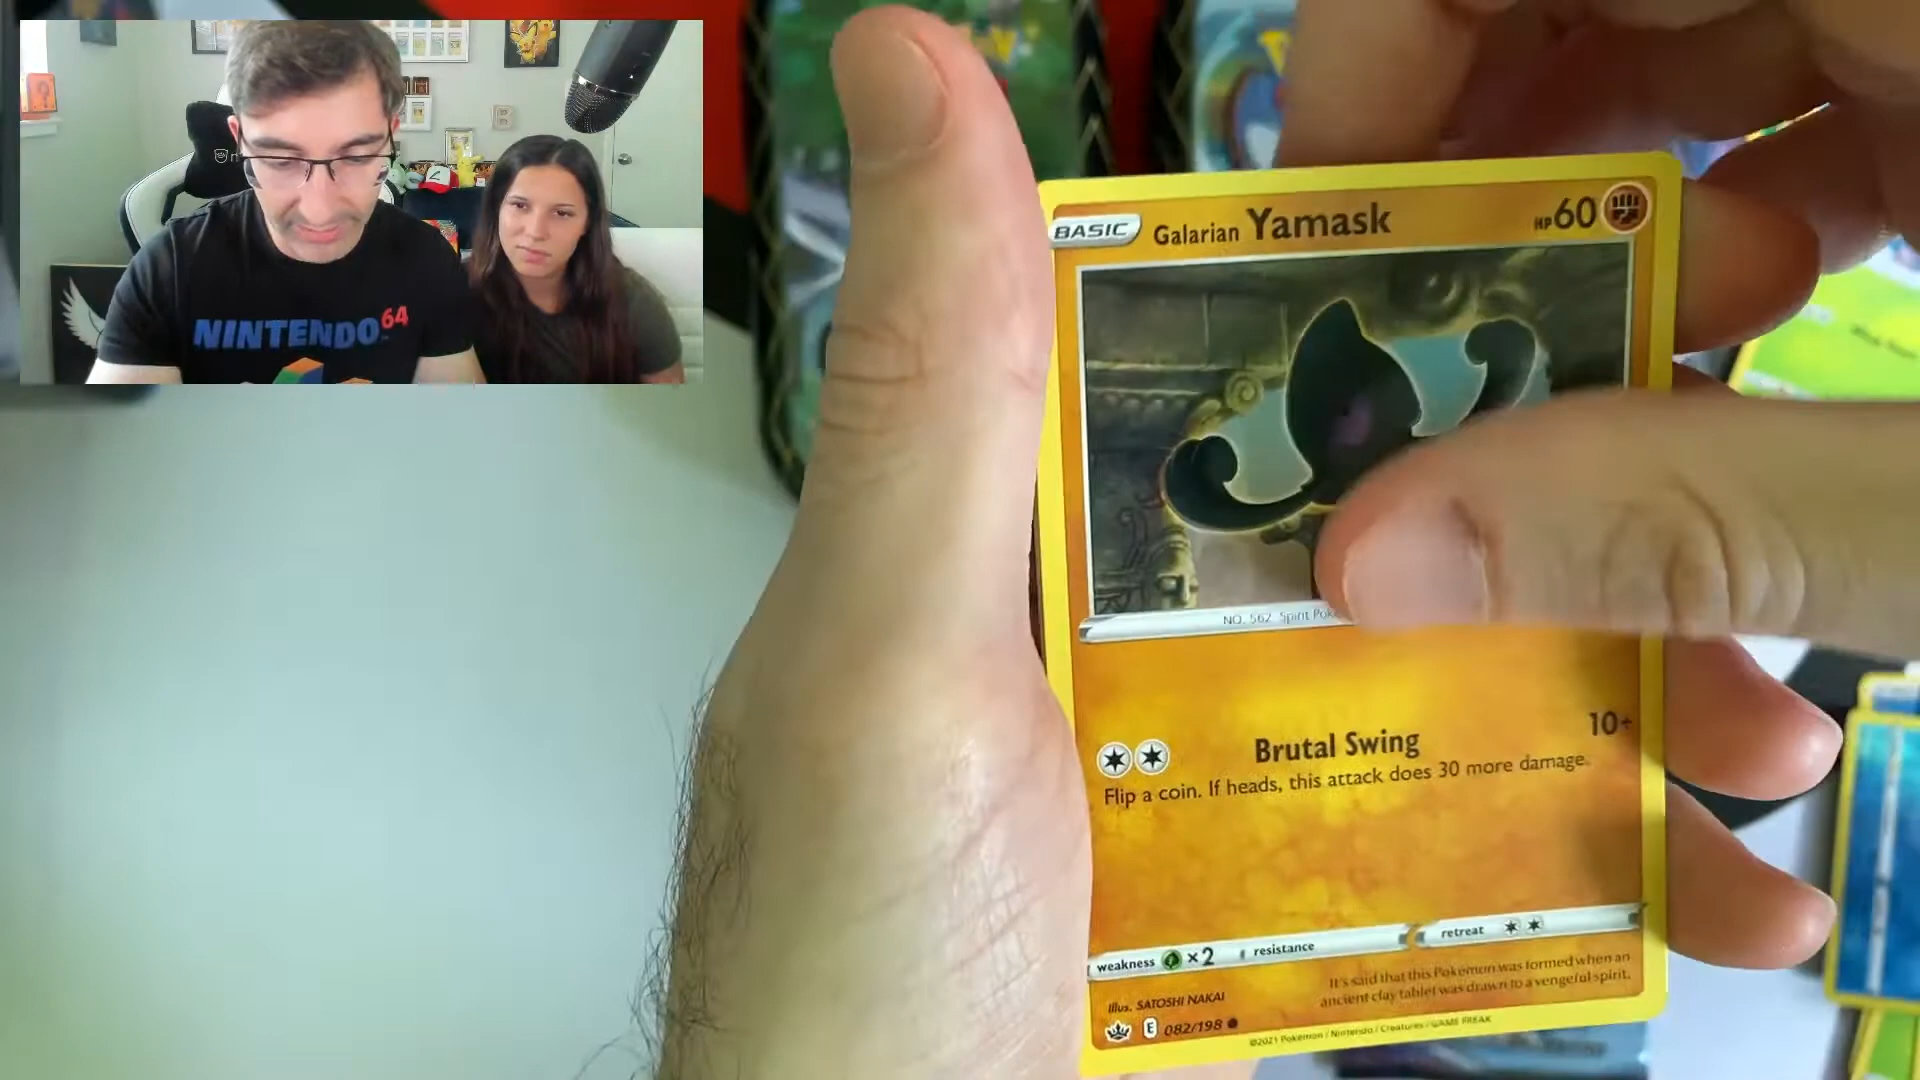 NINTENDO64
BASIC Galarian Yamask HP60
NO. 562 Spirit
Brutal Swing 10+
Flip a coin. If heads, this attack does 30 more damage.
weakness ×2 resistance retreat
It's said that this Pokémon was formed when an
ancient clay tablet was drawn to a vengeful spirit.
Illus. SATOSHI NAKAI
E 082/198
©2021 Pokémon / Nintendo / Creatures / GAME FREAK